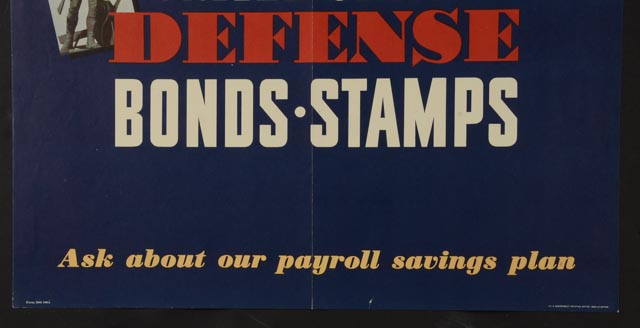 DEFENSE
BONDS·STAMPS
Ask about our payroll savings plan